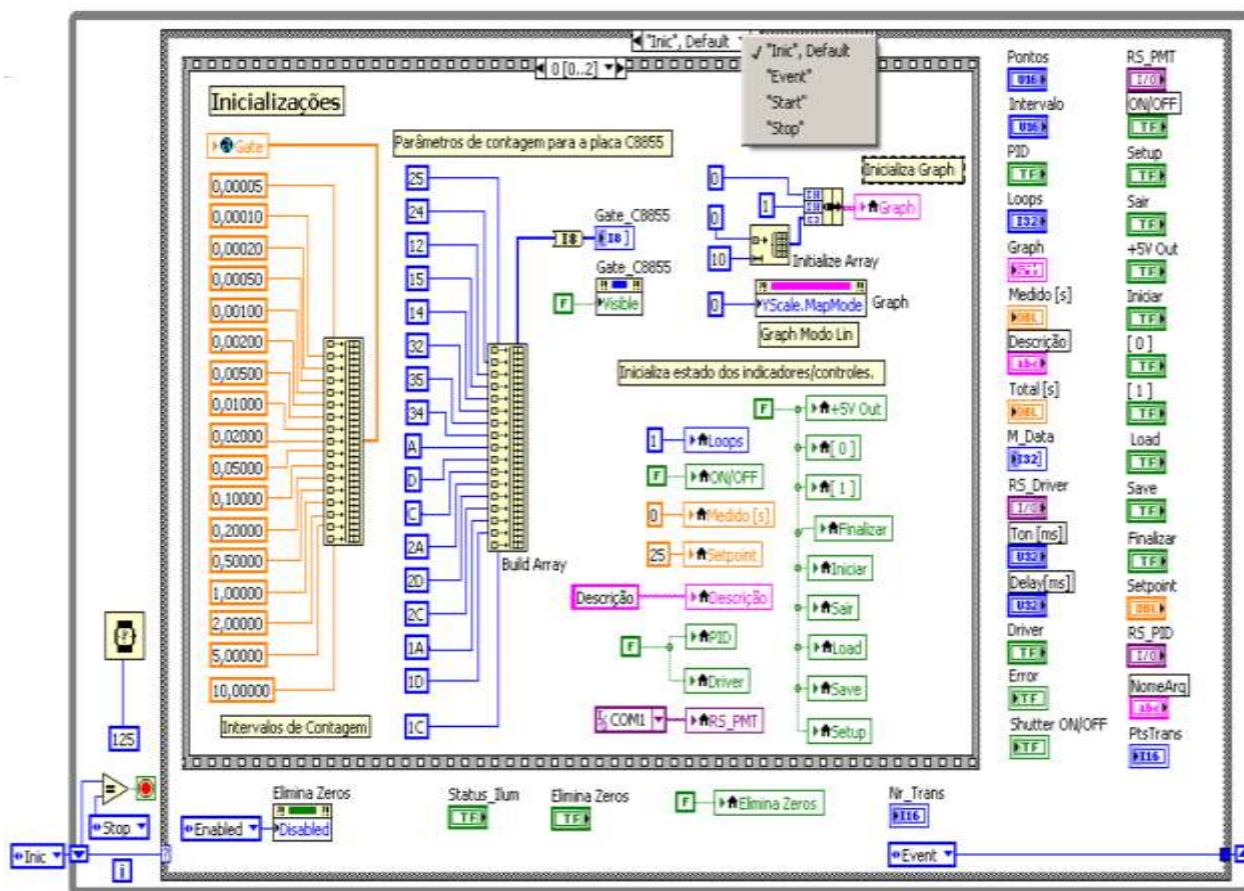 "Inic", Default
"Inic", Default
"Event"
"Start"
"Stop"
0 [0..2]
Inicializações
Gate
0,00005
0,00010
0,00020
0,00050
0,00100
0,00200
0,00500
0,01000
0,02000
0,05000
0,10000
0,20000
0,50000
1,00000
2,00000
5,00000
10,00000
Intervalos de Contagem
Parâmetros de contagem para a placa C8855
25
24
12
15
14
32
35
34
A
D
C
2A
2D
2C
1A
1D
1C
Build Array
I8
Gate_C8855
I8
Gate_C8855
F
Visible
Inicializa Graph
0
1
0
10
Graph
Initialize Array
0
YScale.MapMode
Graph
Graph Modo Lin
Inicializa estado dos indicadores/controles.
F
+5V Out
1
Loops
[ 0 ]
F
ON/OFF
[ 1 ]
0
Medido [s]
Finalizar
25
Setpoint
Iniciar
Descrição
Descrição
Sair
F
PID
Load
Driver
Save
COM1
RS_PMT
Setup
Pontos
U16
Intervalo
U16
PID
TF
Loops
I32
Graph
Medido [s]
DBL
Descrição
abc
Total [s]
DBL
M_Data
I32
RS_Driver
I/O
Ton [ms]
U32
Delay[ms]
U32
Driver
TF
Error
TF
Shutter ON/OFF
TF
RS_PMT
I/O
ON/OFF
TF
Setup
TF
Sair
TF
+5V Out
TF
Iniciar
TF
[ 0 ]
TF
[ 1 ]
TF
Load
TF
Save
TF
Finalizar
TF
Setpoint
DBL
RS_PID
I/O
NomeArq
abc
PtsTrans
I16
125
Stop
Inic
i
Elimina Zeros
Enabled
Disabled
Status_Ilum
TF
Elimina Zeros
TF
F
Elimina Zeros
Nr_Trans
I16
Event